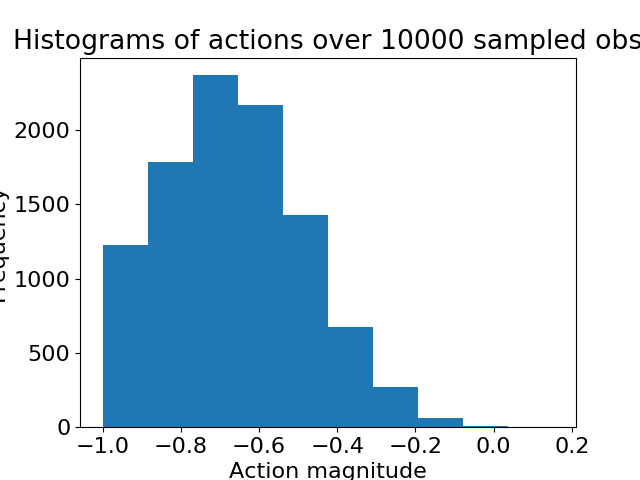 Histograms of actions over 10000 sampled obs
Frequency
2000
1500
1000
500
0
−1.0 −0.8 −0.6 −0.4 −0.2 0.0 0.2
Action magnitude